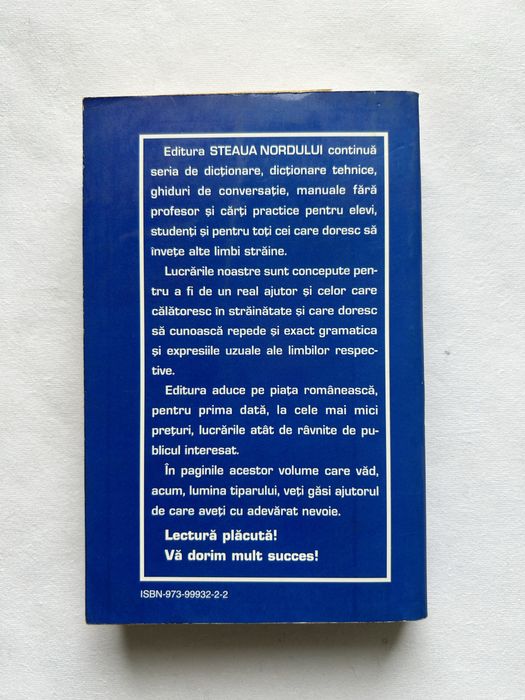 Editura STEAUA NORDULUI continuă
seria de dicționare, dicționare tehnice,
ghiduri de conversație, manuale fără
profesor și cărți practice pentru elevi,
studenți și pentru toți cei care doresc să
învețe alte limbi străine.
Lucrările noastre sunt concepute pen-
tru a fi de un real ajutor și celor care
călătoresc în străinătate și care doresc
să cunoască repede și exact gramatica
și expresiile uzuale ale limbilor respec-
tive.
Editura aduce pe piața românească,
pentru prima dată, la cele mai mici
prețuri, lucrările atât de râvnite de pu-
blicul interesat.
În paginile acestor volume care văd,
acum, lumina tiparului, veți găsi ajutorul
de care aveți cu adevărat nevoie.
Lectură plăcută!
Vă dorim mult succes!
ISBN-973-99932-2-2